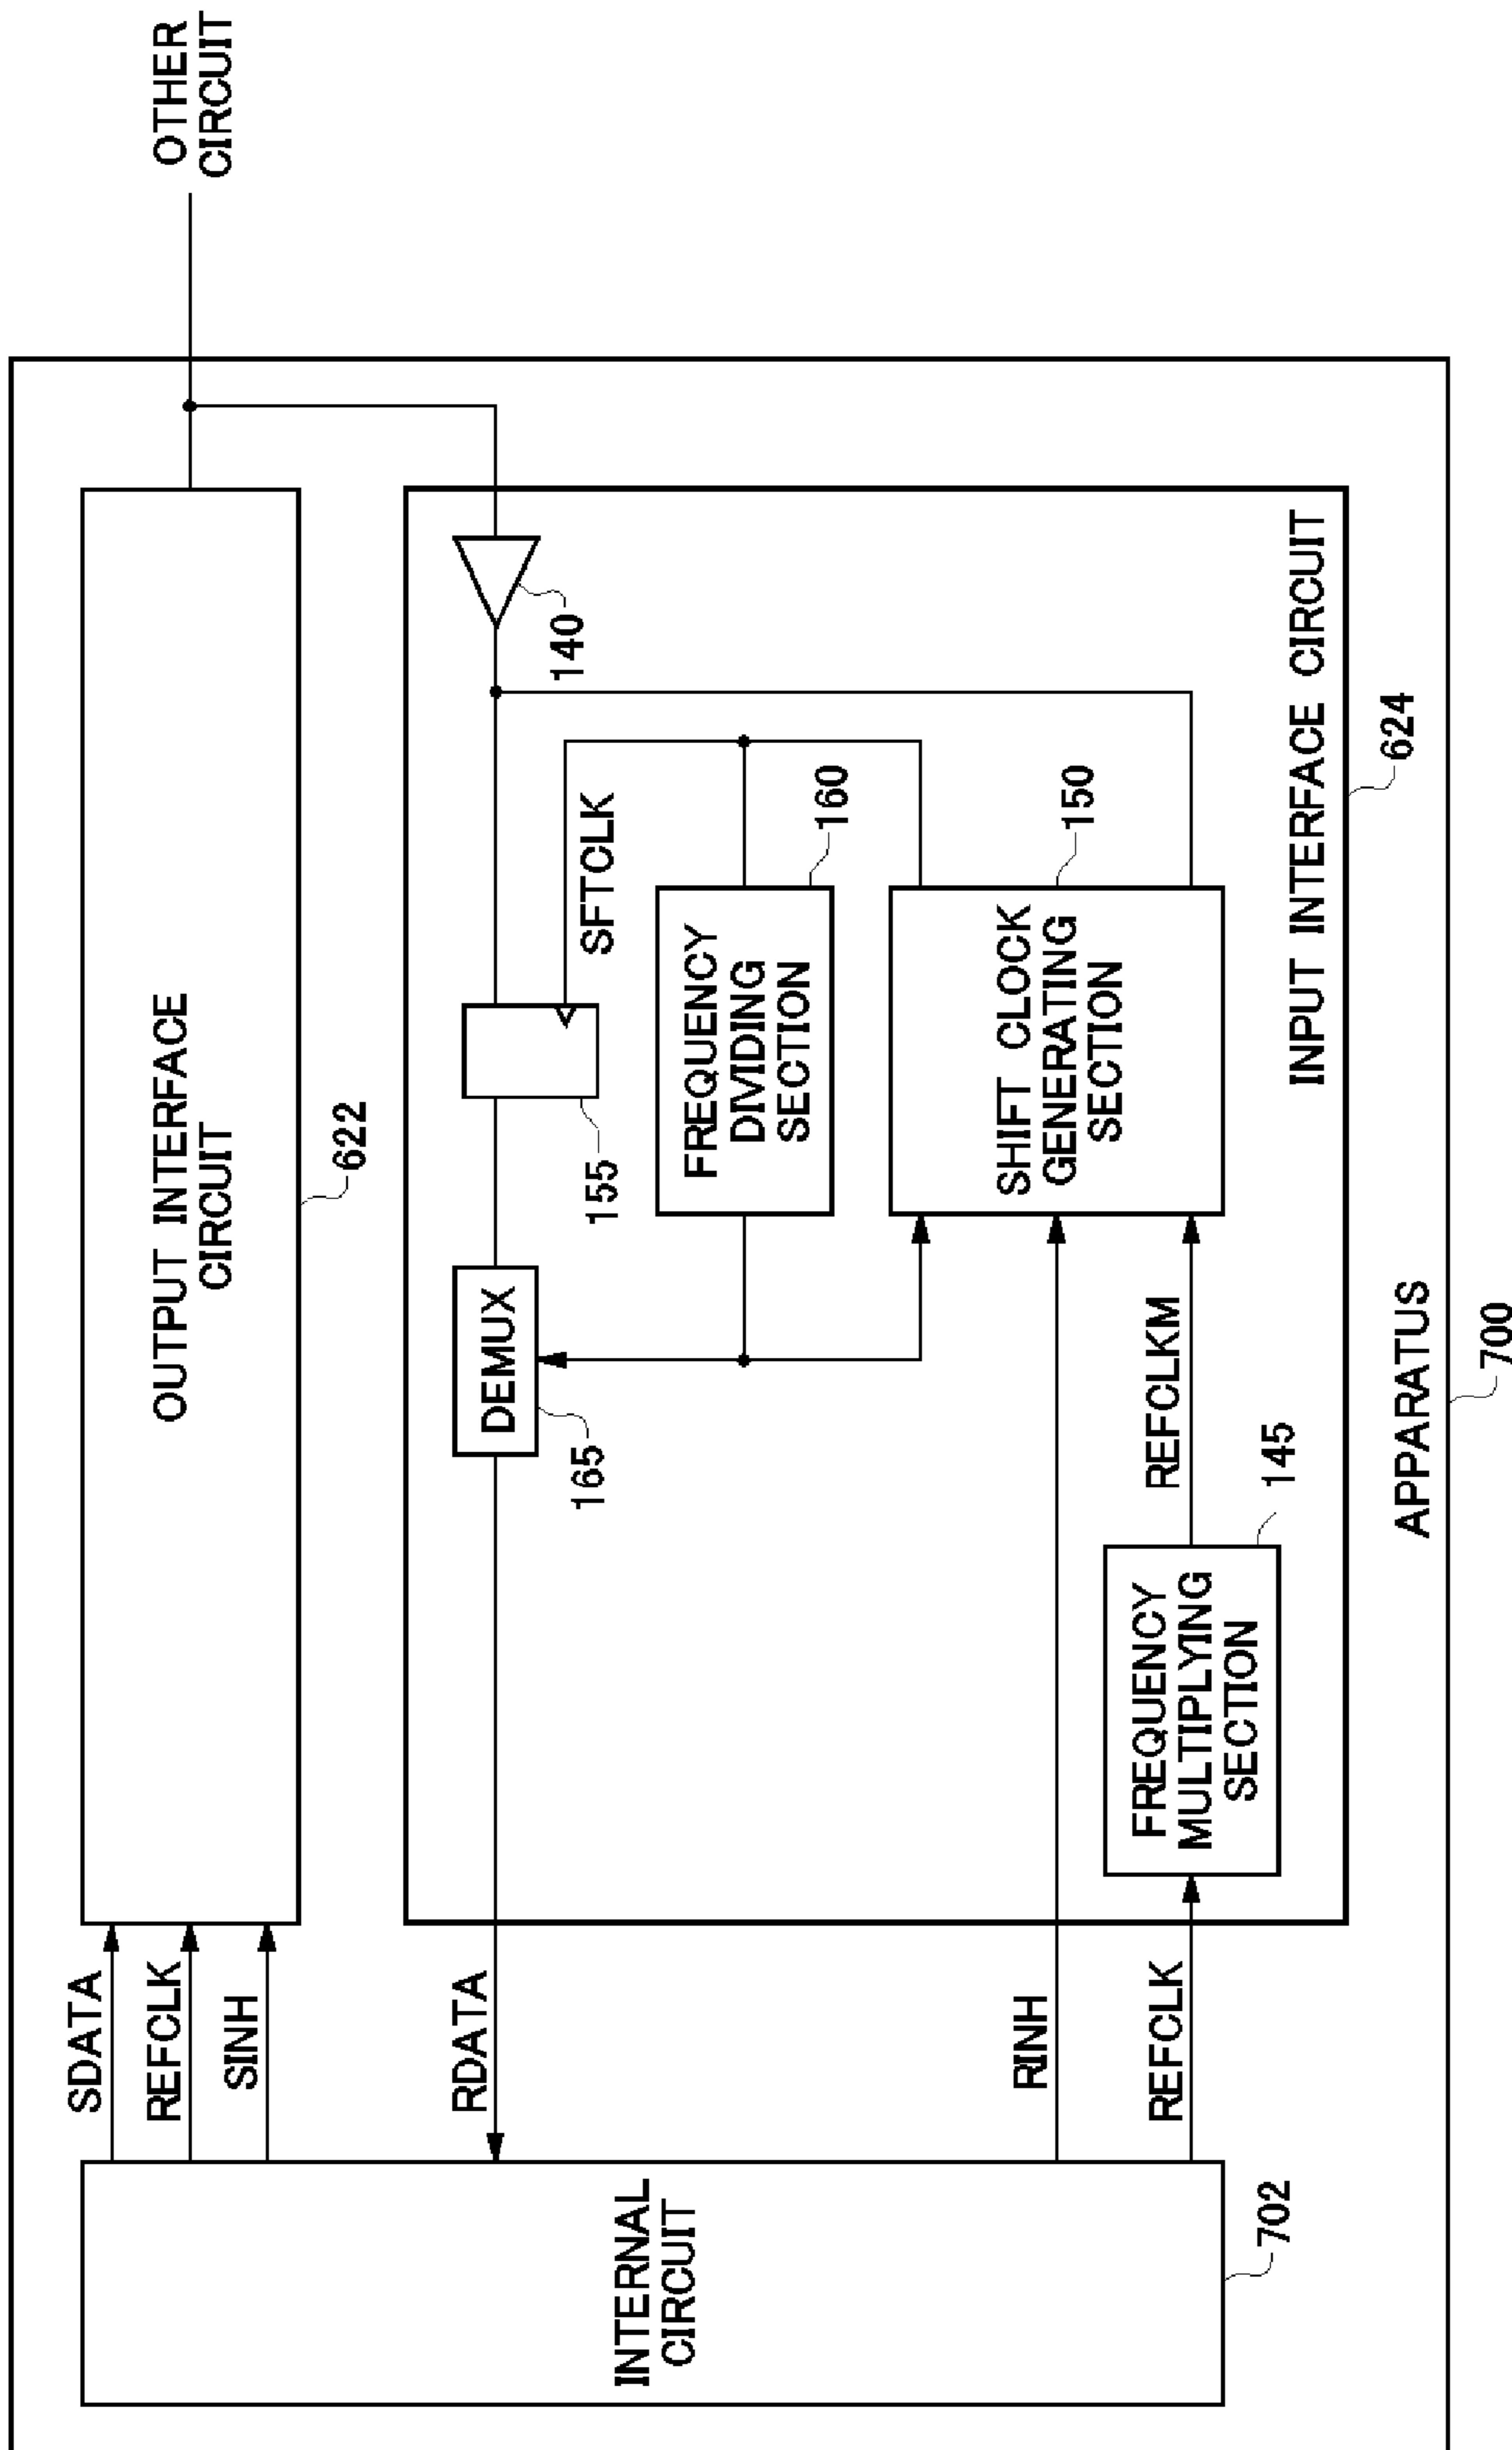 OTHER
CIRCUIT
OUTPUT INTERFACE
CIRCUIT
622
SDATA
REFCLK
SINH
INTERNAL
CIRCUIT
702
RDATA
RINH
REFCLK
DEMUX
165
155
SFTCLK
140
FREQUENCY
DIVIDING
SECTION
160
SHIFT CLOCK
GENERATING
SECTION
150
REFCLKM
FREQUENCY
MULTIPLYING
SECTION
145
INPUT INTERFACE CIRCUIT
624
APPARATUS
700